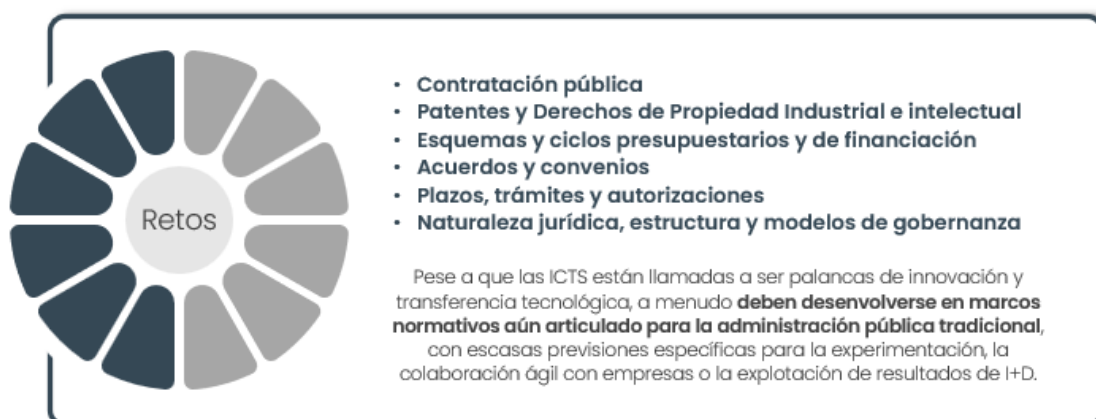 Retos
• Contratación pública
• Patentes y Derechos de Propiedad Industrial e intelectual
• Esquemas y ciclos presupuestarios y de financiación
• Acuerdos y convenios
• Plazos, trámites y autorizaciones
• Naturaleza jurídica, estructura y modelos de gobernanza
Pese a que las ICTS están llamadas a ser palancas de innovación y
transferencia tecnológica, a menudo deben desenvolverse en marcos
normativos aún articulado para la administración pública tradicional,
con escasas previsiones específicas para la experimentación, la
colaboración ágil con empresas o la explotación de resultados de I+D.